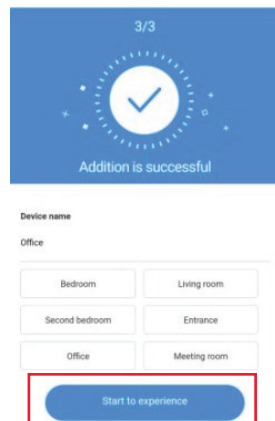 3/3
Addition is successful
Device name
Office
Bedroom Living room
Second bedroom Entrance
Office Meeting room
Start to experience